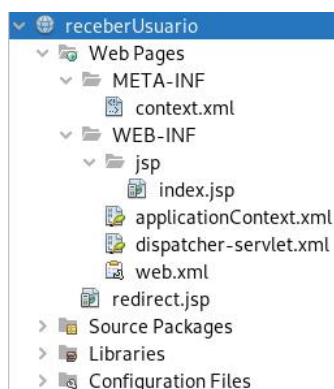 receberUsuario
Web Pages
META-INF
context.xml
WEB-INF
jsp
index.jsp
applicationContext.xml
dispatcher-servlet.xml
web.xml
redirect.jsp
Source Packages
Libraries
Configuration Files